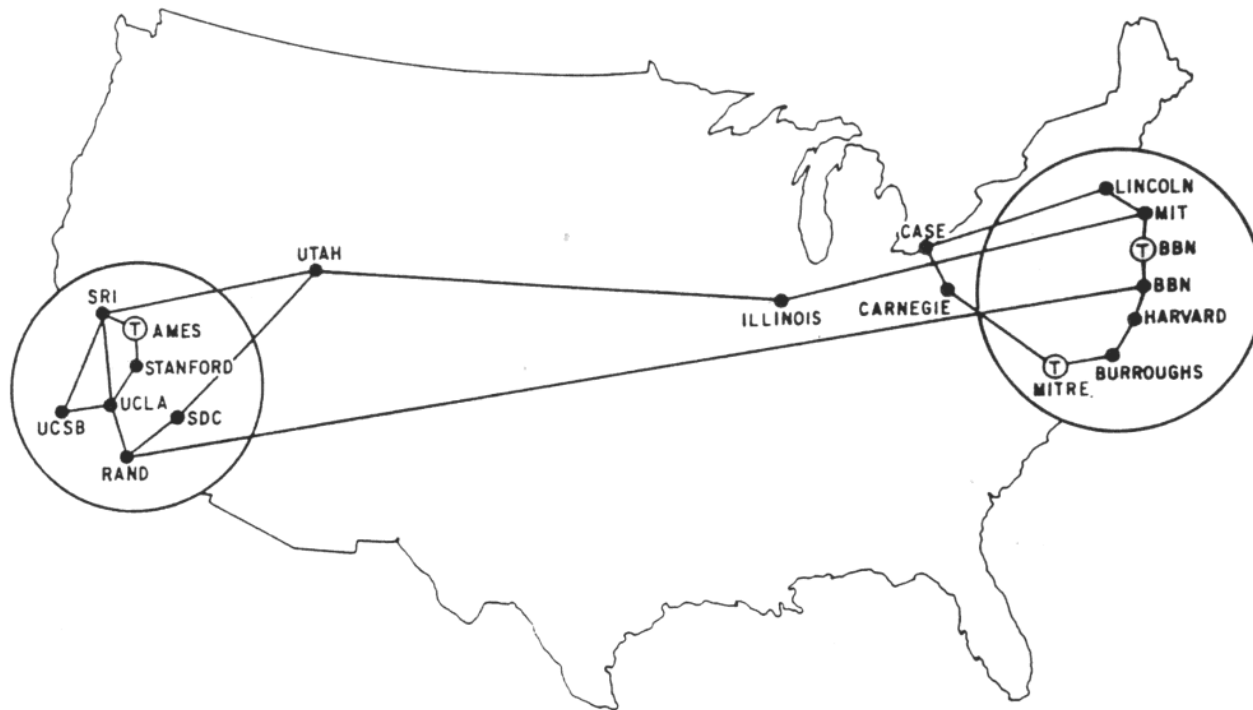 LINCOLN
MIT
CASE
T BBN
UTAH
BBN
SRI
ILLINOIS
CARNEGIE
HARVARD
T AMES
STANFORD
BURROUGHS
T
MITRE.
UCLA
SDC
UCSB
RAND